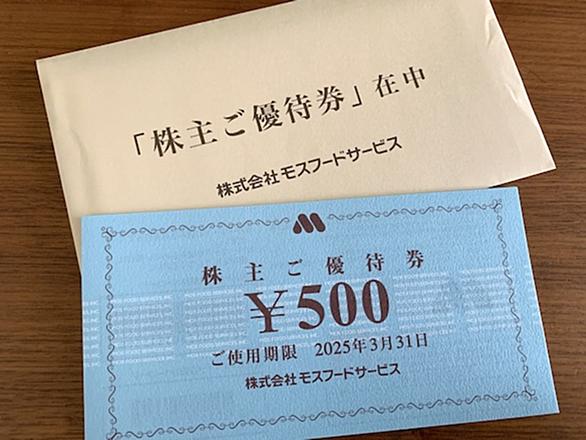 「株主ご優待券」在中
株式会社モスフードサービス
株主ご優待券
¥500
ご使用期限 2025年3月31日
株式会社モスフードサービス